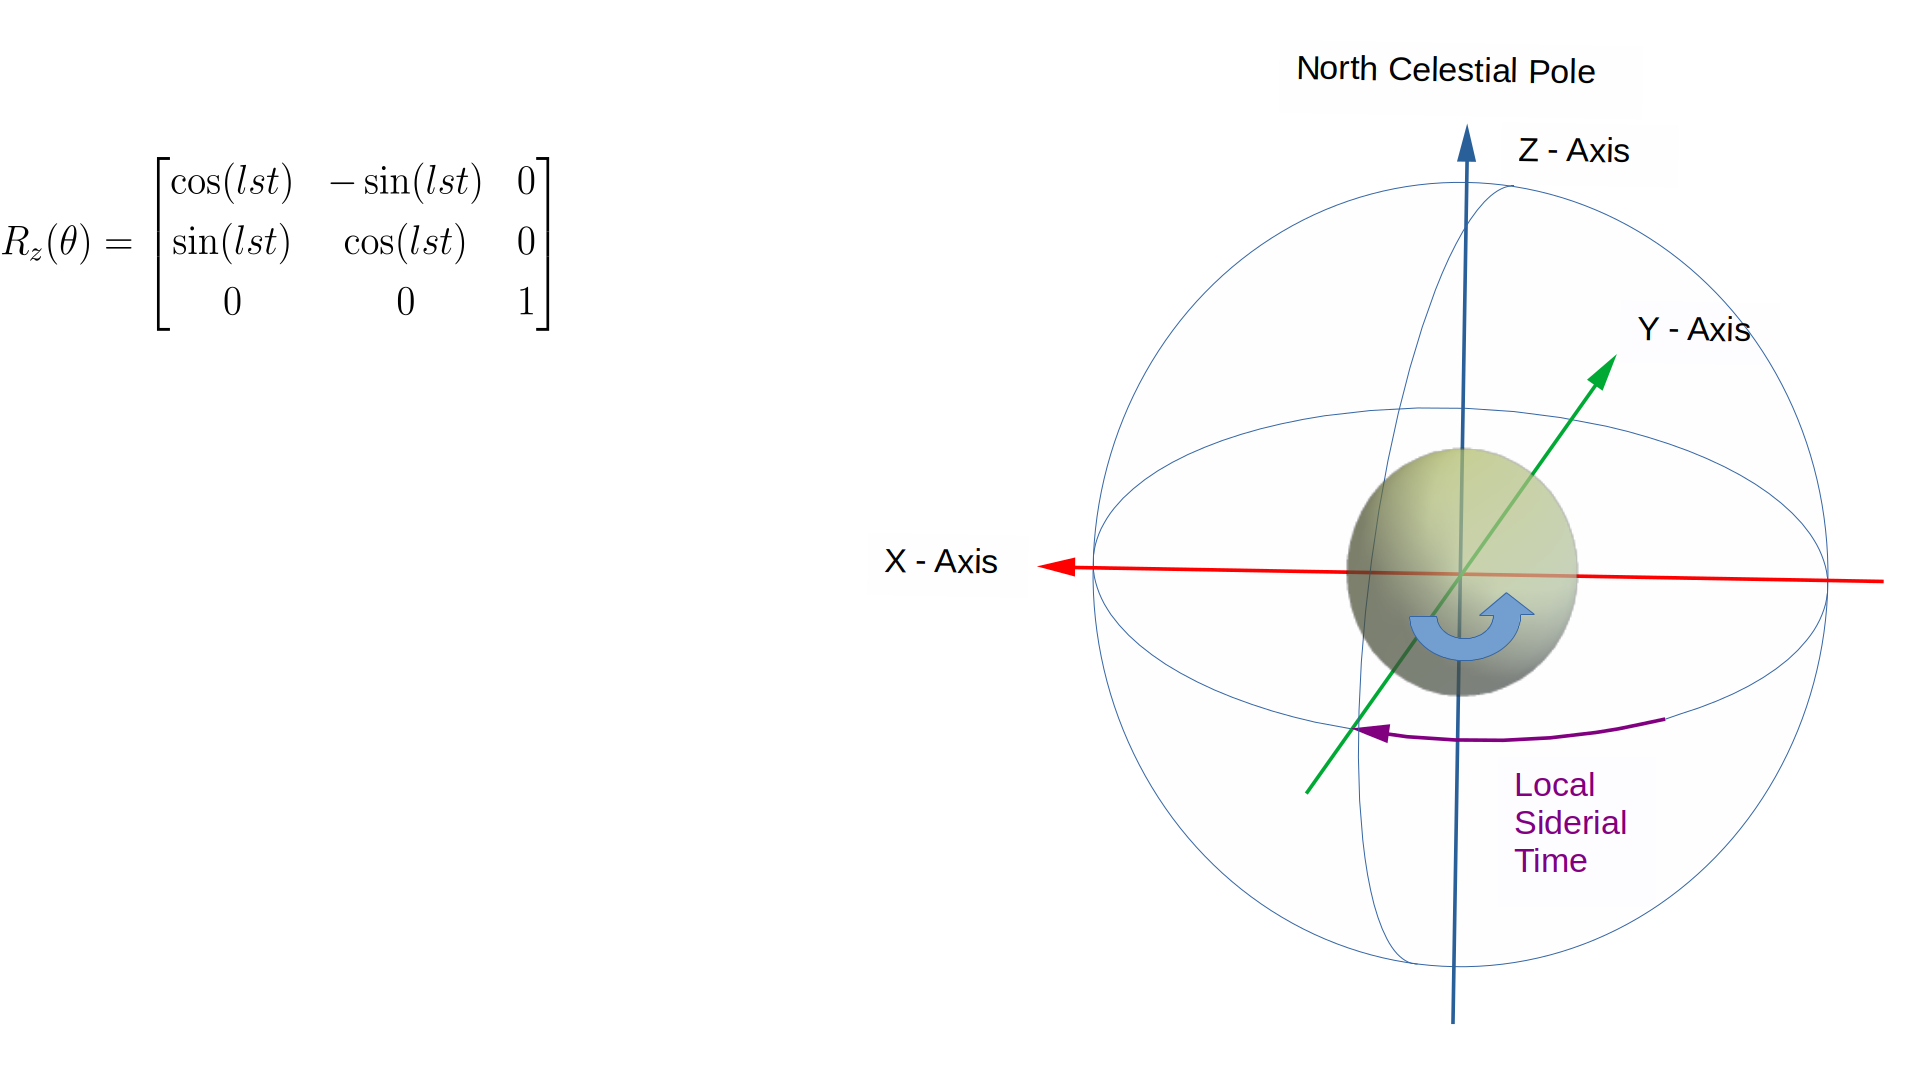 North Celestial Pole
Z - Axis
R_z(θ) = [cos(lst) − sin(lst) 0
sin(lst) cos(lst) 0
0 0 1]
Y - Axis
X - Axis
Local
Siderial
Time